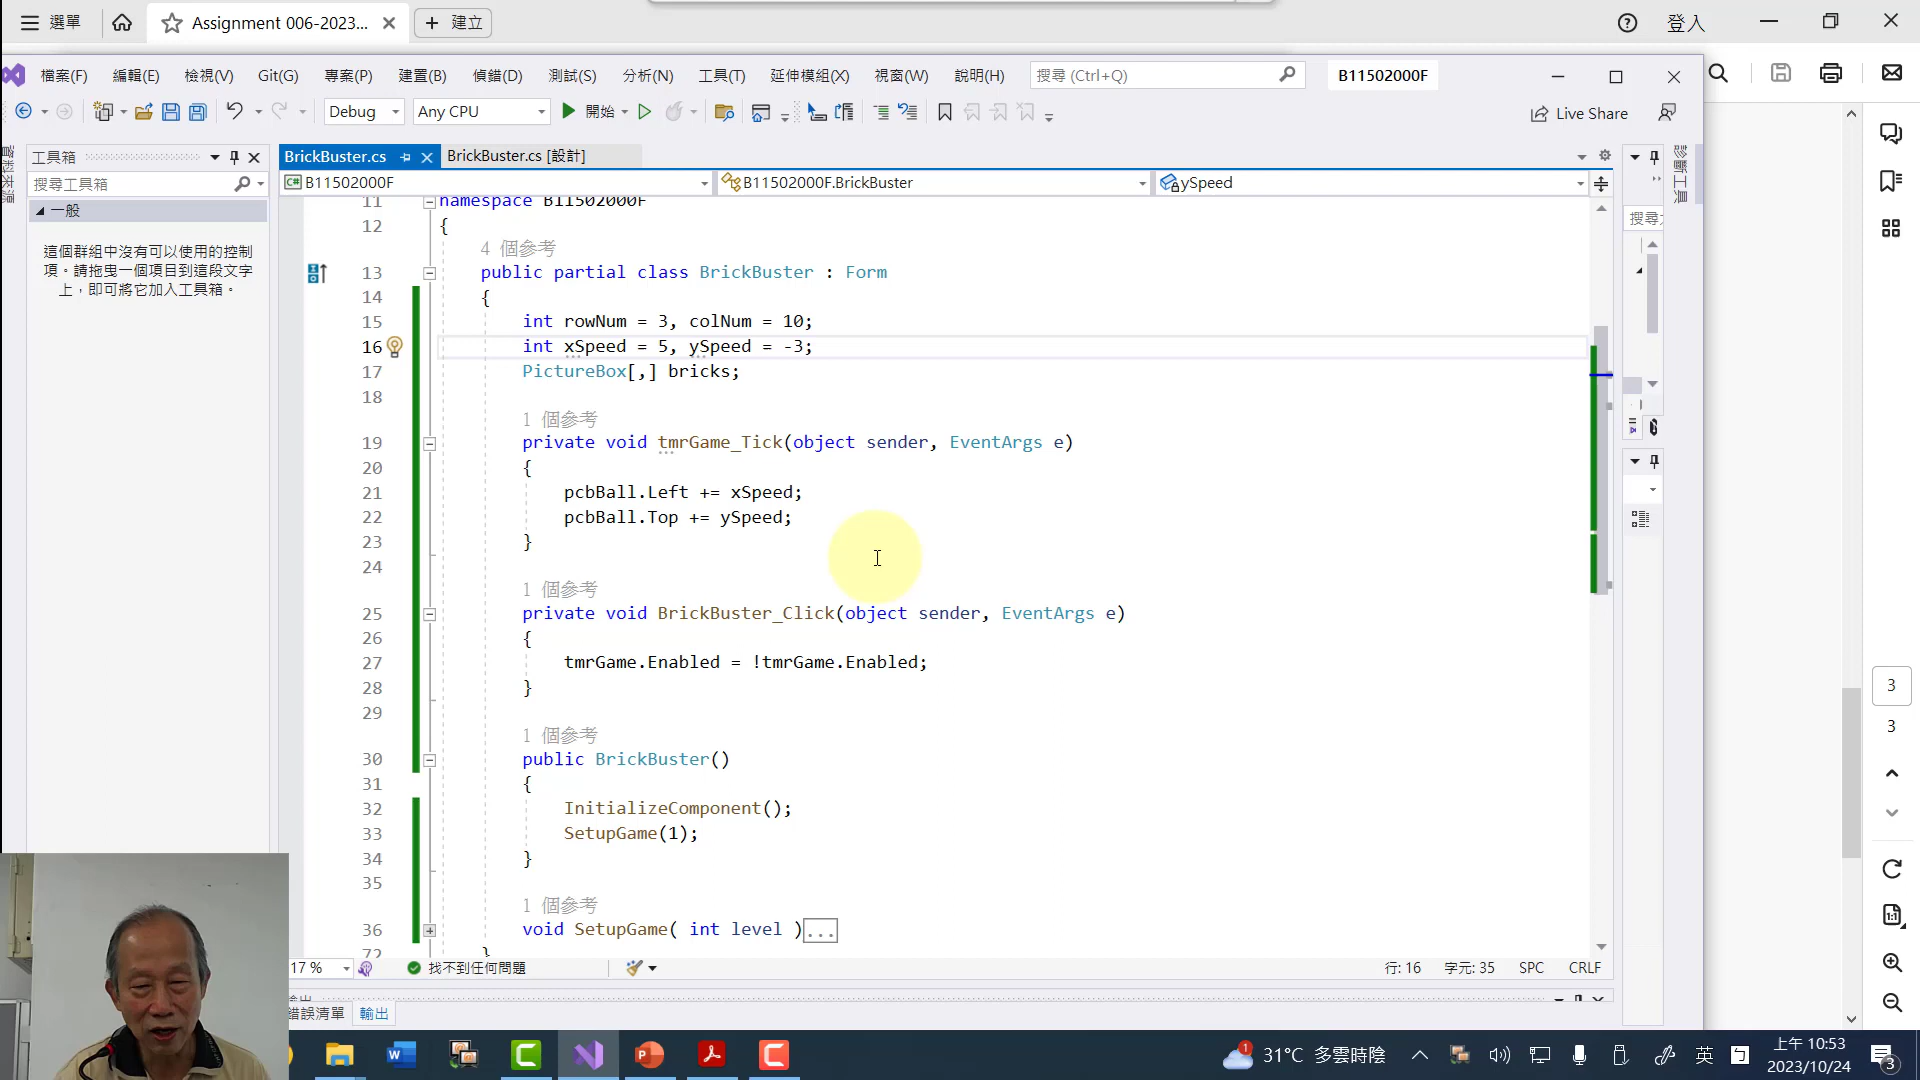 選單
Assignment 006-2023...
建立
登入
檔案(F) 編輯(E) 檢視(V) Git(G) 專案(P) 建置(B) 偵錯(D) 測試(S) 分析(N) 工具(T) 延伸模組(X) 視窗(W) 說明(H) 搜尋 (Ctrl+Q) B11502000F
Debug Any CPU 開始 Live Share
工具箱
搜尋工具箱
一般
這個群組中沒有可以使用的控制
項。請拖曳一個項目到這段文字
上，即可將它加入工具箱。
BrickBuster.cs BrickBuster.cs [設計]
C# B11502000F B11502000F.BrickBuster ySpeed
診斷工具
11 namespace B11502000F
12 {
4 個參考
13 public partial class BrickBuster : Form
14 {
15 int rowNum = 3, colNum = 10;
16 int xSpeed = 5, ySpeed = -3;
17 PictureBox[,] bricks;
18
1 個參考
19 private void tmrGame_Tick(object sender, EventArgs e)
20 {
21 pcbBall.Left += xSpeed;
22 pcbBall.Top += ySpeed;
23 }
24
1 個參考
25 private void BrickBuster_Click(object sender, EventArgs e)
26 {
27 tmrGame.Enabled = !tmrGame.Enabled;
28 }
29
1 個參考
30 public BrickBuster()
31 {
32 InitializeComponent();
33 SetupGame(1);
34 }
35
1 個參考
36 void SetupGame( int level )...
72 }
17 % 找不到任何問題 行: 16 字元: 35 SPC CRLF
錯誤清單 輸出
3
3
1:1
1 31°C 多雲時陰 英 上午 10:53
2023/10/24 3